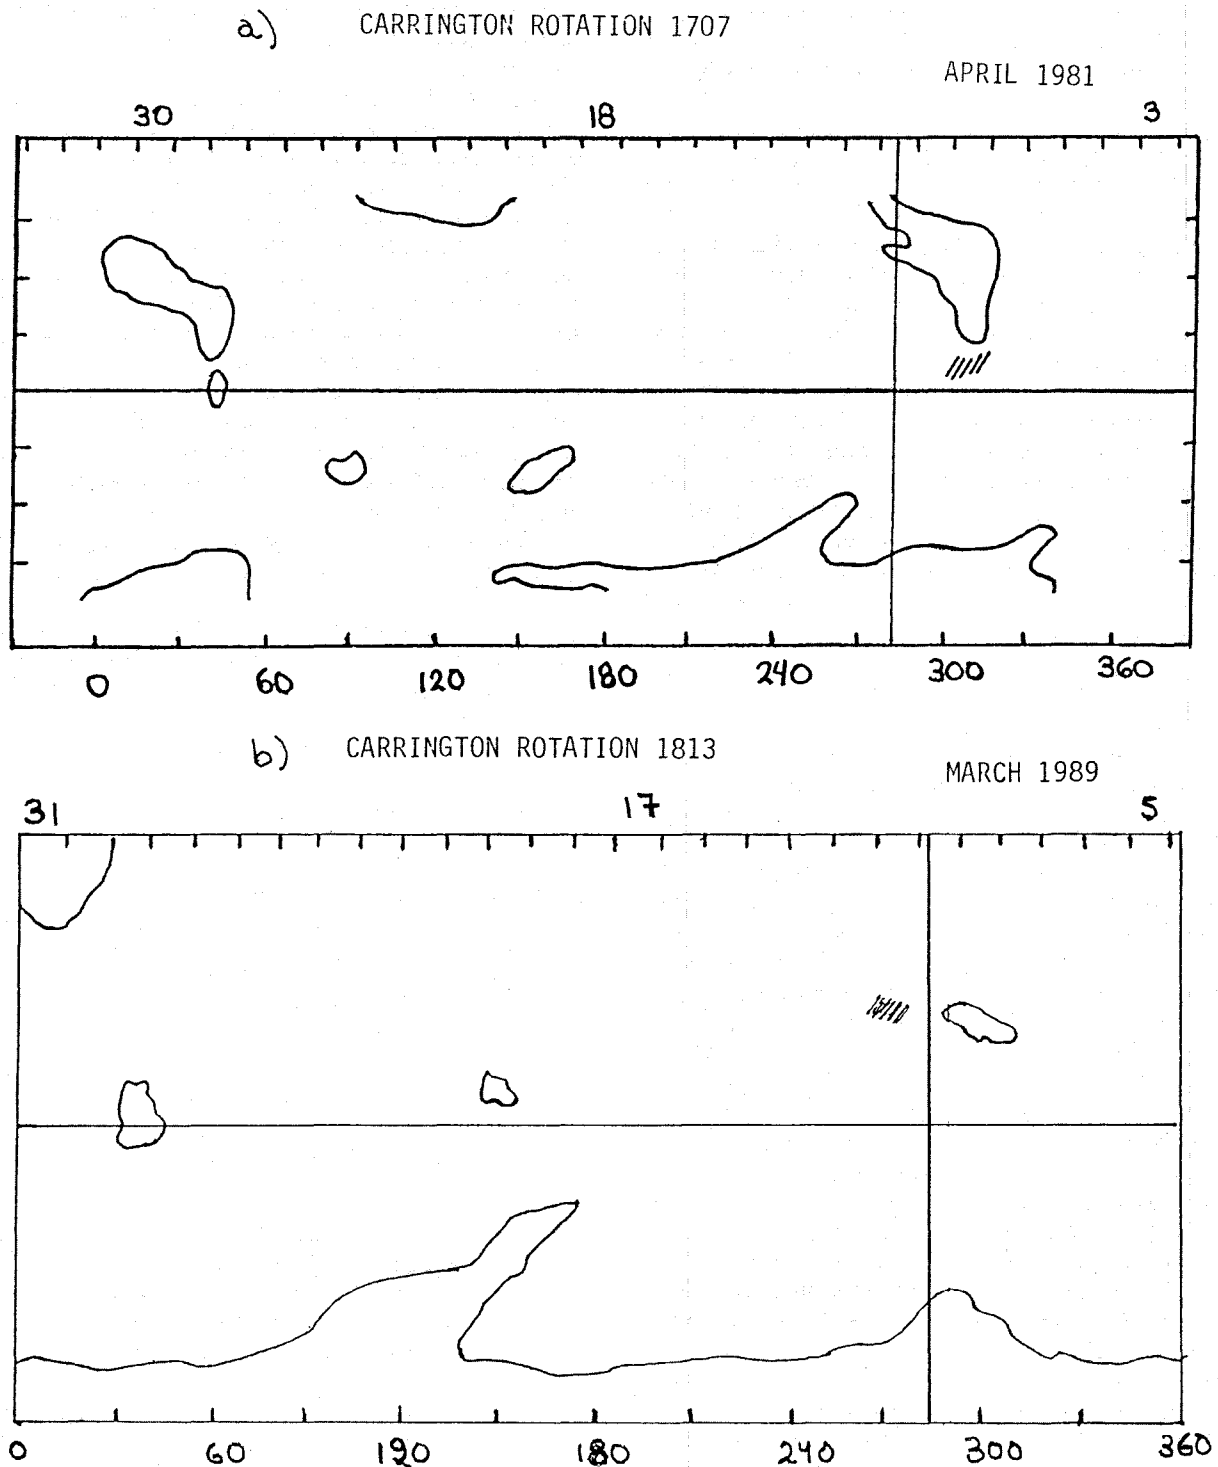 a) CARRINGTON ROTATION 1707
APRIL 1981
30 18 3
0 60 120 180 240 300 360
b) CARRINGTON ROTATION 1813
MARCH 1989
31 17 5
0 60 120 180 240 300 360